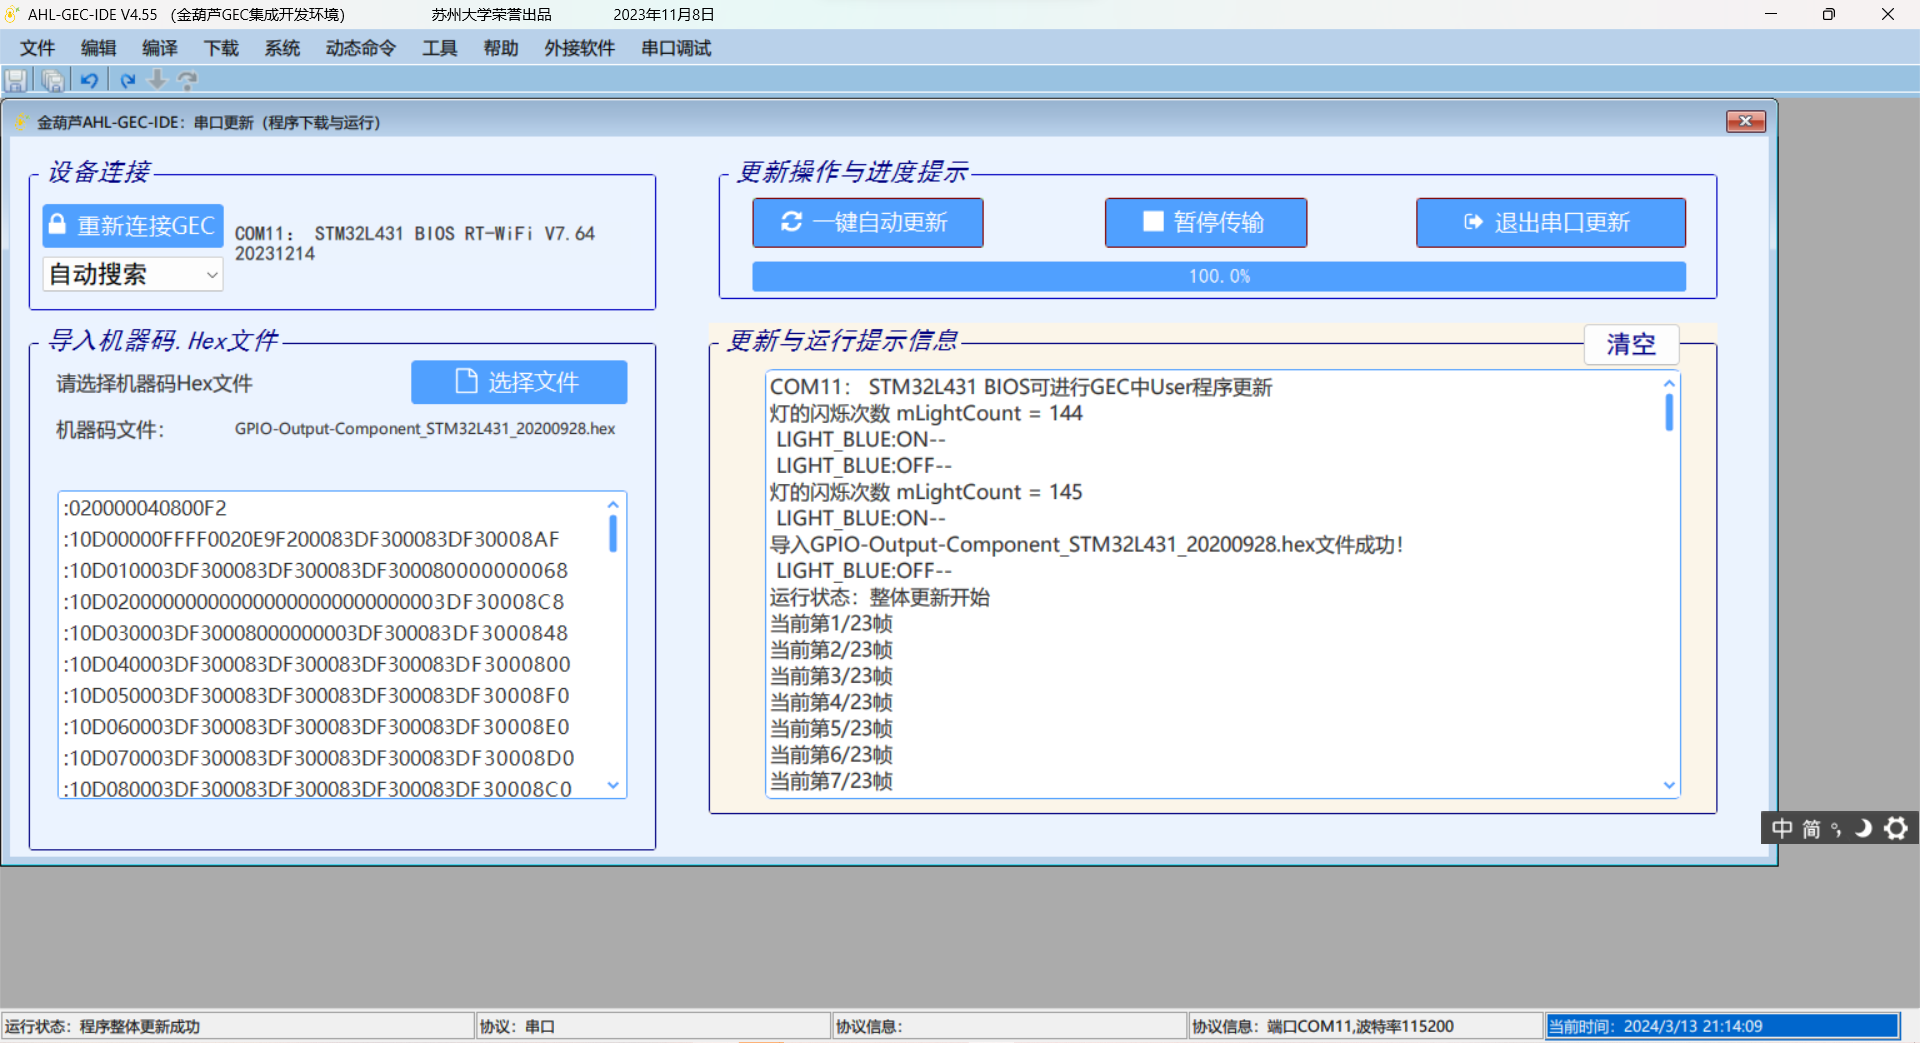 AHL-GEC-IDE V4.55   (金葫芦GEC集成开发环境)   苏州大学荣誉出品   2023年11月8日
文件 编辑 编译 下载 系统 动态命令 工具 帮助 外接软件 串口调试
金葫芦AHL-GEC-IDE：串口更新（程序下载与运行）
设备连接
重新连接GEC
COM11： STM32L431 BIOS RT-WiFi V7.64
20231214
自动搜索
更新操作与进度提示
一键自动更新
暂停传输
退出串口更新
100.0%
导入机器码.Hex文件
请选择机器码Hex文件
选择文件
机器码文件：
GPIO-Output-Component_STM32L431_20200928.hex
:020000040800F2
:10D00000FFFF0020E9F200083DF300083DF30008AF
:10D010003DF300083DF300083DF3000800000000068
:10D0200000000000000000000000000003DF30008C8
:10D030003DF30008000000003DF300083DF3000848
:10D040003DF300083DF300083DF300083DF3000800
:10D050003DF300083DF300083DF300083DF30008F0
:10D060003DF300083DF300083DF300083DF30008E0
:10D070003DF300083DF300083DF300083DF30008D0
:10D080003DF300083DF300083DF300083DF30008C0
更新与运行提示信息
清空
COM11： STM32L431 BIOS可进行GEC中User程序更新
灯的闪烁次数 mLightCount = 144
LIGHT_BLUE:ON--
LIGHT_BLUE:OFF--
灯的闪烁次数 mLightCount = 145
LIGHT_BLUE:ON--
导入GPIO-Output-Component_STM32L431_20200928.hex文件成功!
LIGHT_BLUE:OFF--
运行状态：整体更新开始
当前第1/23帧
当前第2/23帧
当前第3/23帧
当前第4/23帧
当前第5/23帧
当前第6/23帧
当前第7/23帧
中 简 °,
运行状态：程序整体更新成功
协议：串口
协议信息：
协议信息：端口COM11,波特率115200
当前时间：2024/3/13 21:14:09